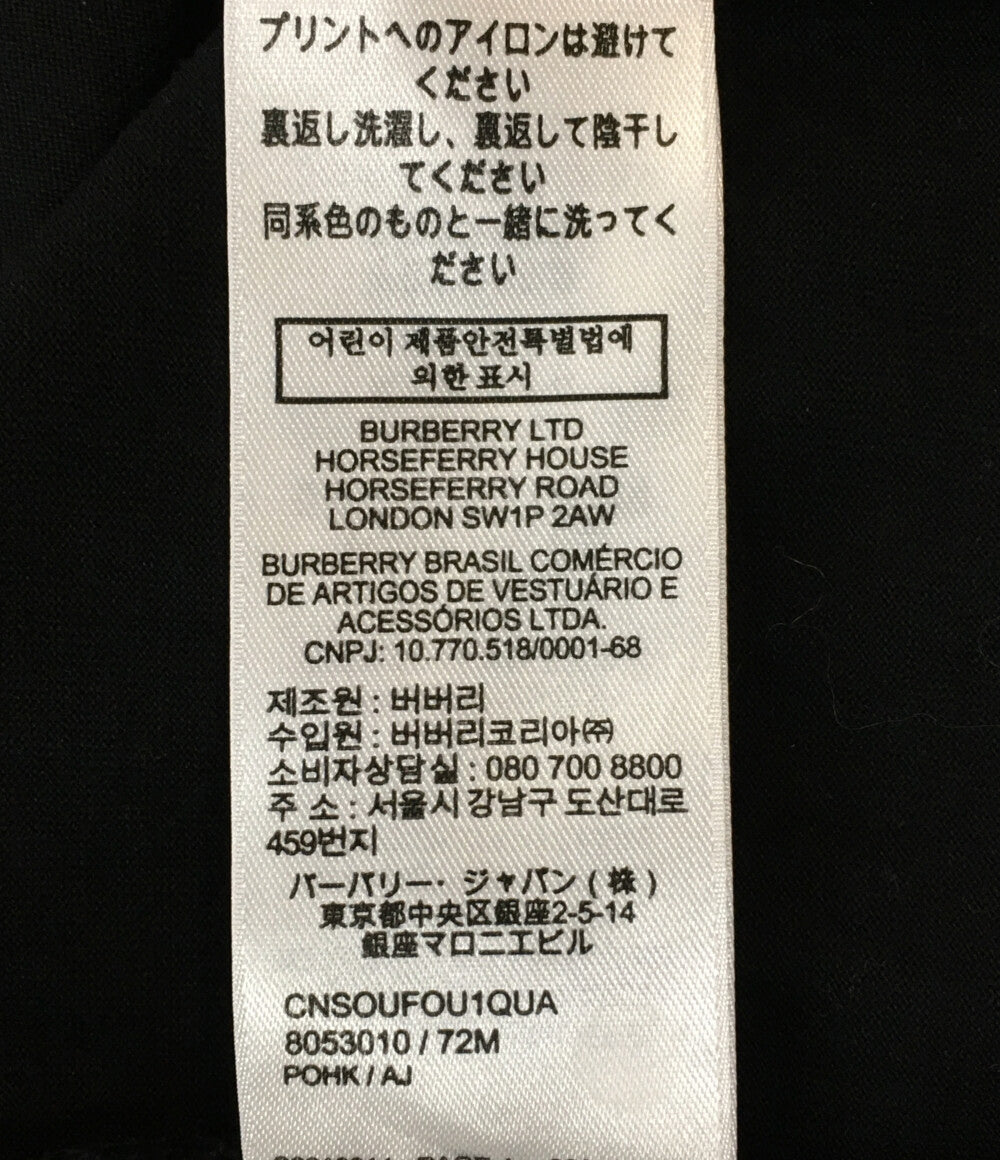 プリントへのアイロンは避けて
ください
裏返し洗濯し、裏返して陰干し
てください
同系色のものと一緒に洗ってく
ださい
어린이 제품안전특별법에
의한 표시
BURBERRY LTD
HORSEFERRY HOUSE
HORSEFERRY ROAD
LONDON SW1P 2AW
BURBERRY BRASIL COMÉRCIO
DE ARTIGOS DE VESTUÁRIO E
ACESSÓRIOS LTDA.
CNPJ: 10.770.518/0001-68
제조원 : 버버리
수입원 : 버버리코리아㈜
소비자상담실 : 080 700 8800
주 소 : 서울시 강남구 도산대로
459번지
バーバリー・ジャパン ( 株 )
東京都中央区銀座2-5-14
銀座マロニエビル
CNSOUFOU1QUA
8053010 / 72M
POHK / AJ